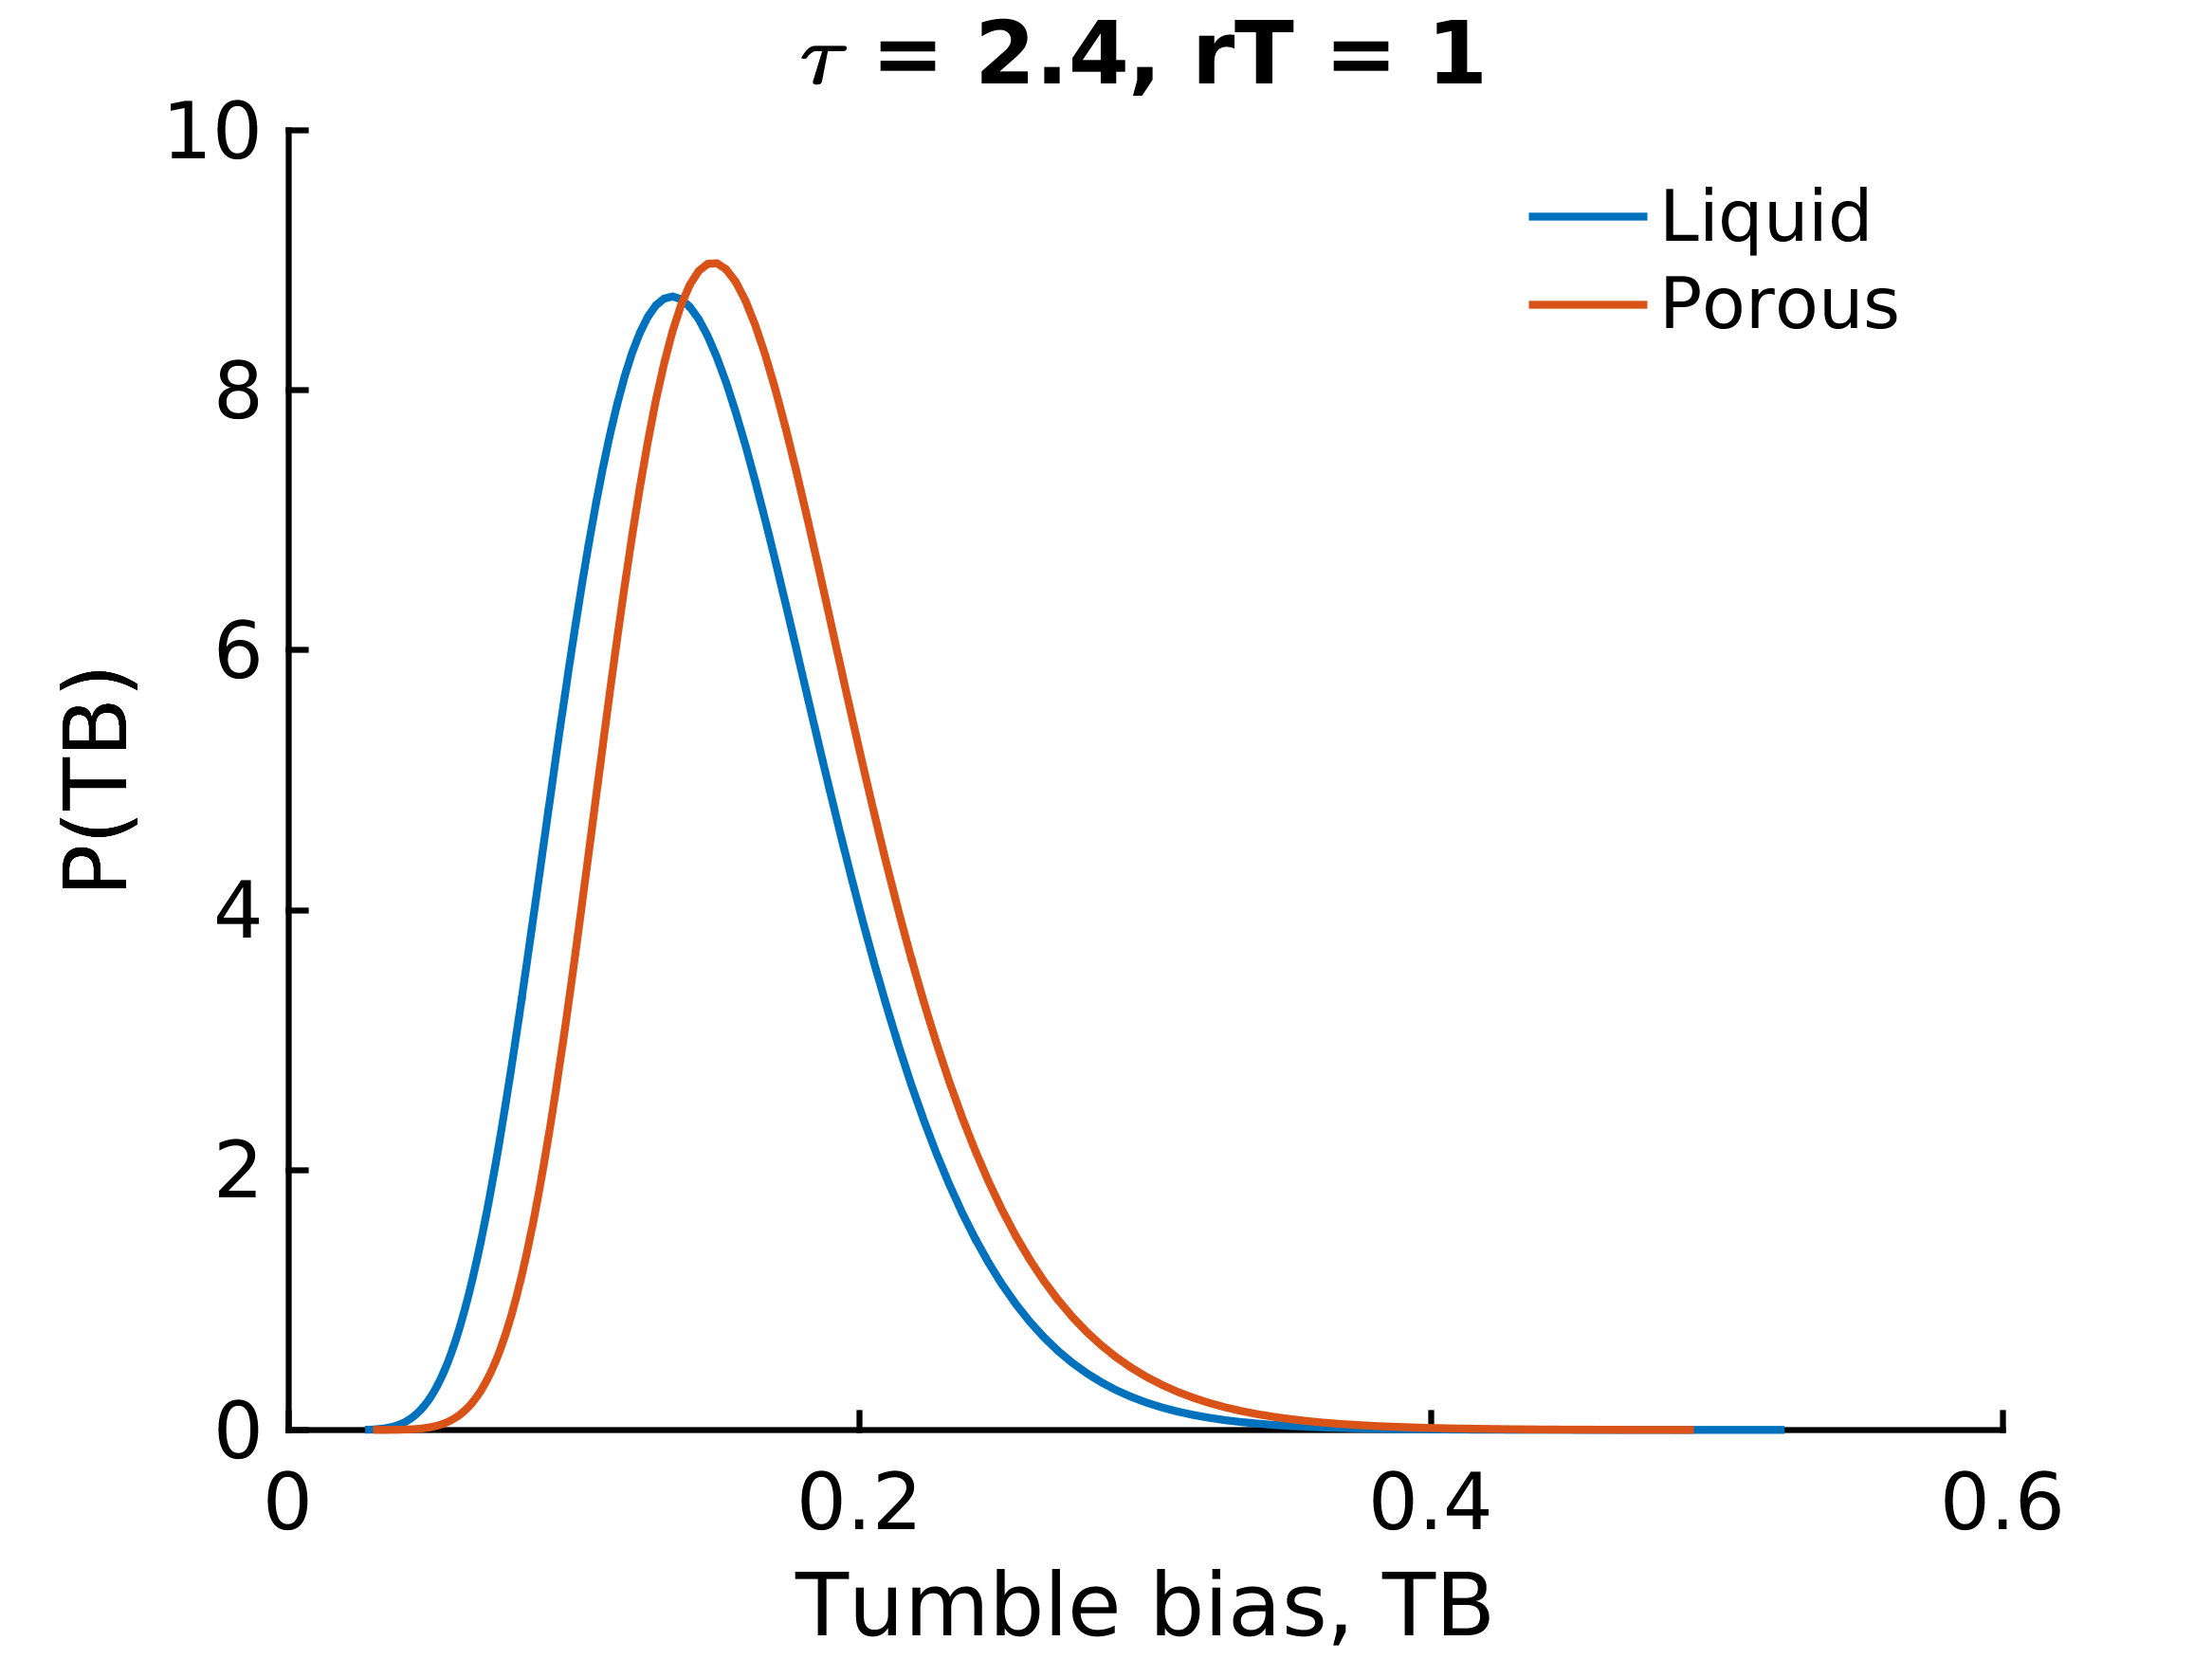 τ = 2.4, rT = 1
10
8
6
4
2
0
P(TB)
Liquid
Porous
0
0.2
0.4
0.6
Tumble bias, TB